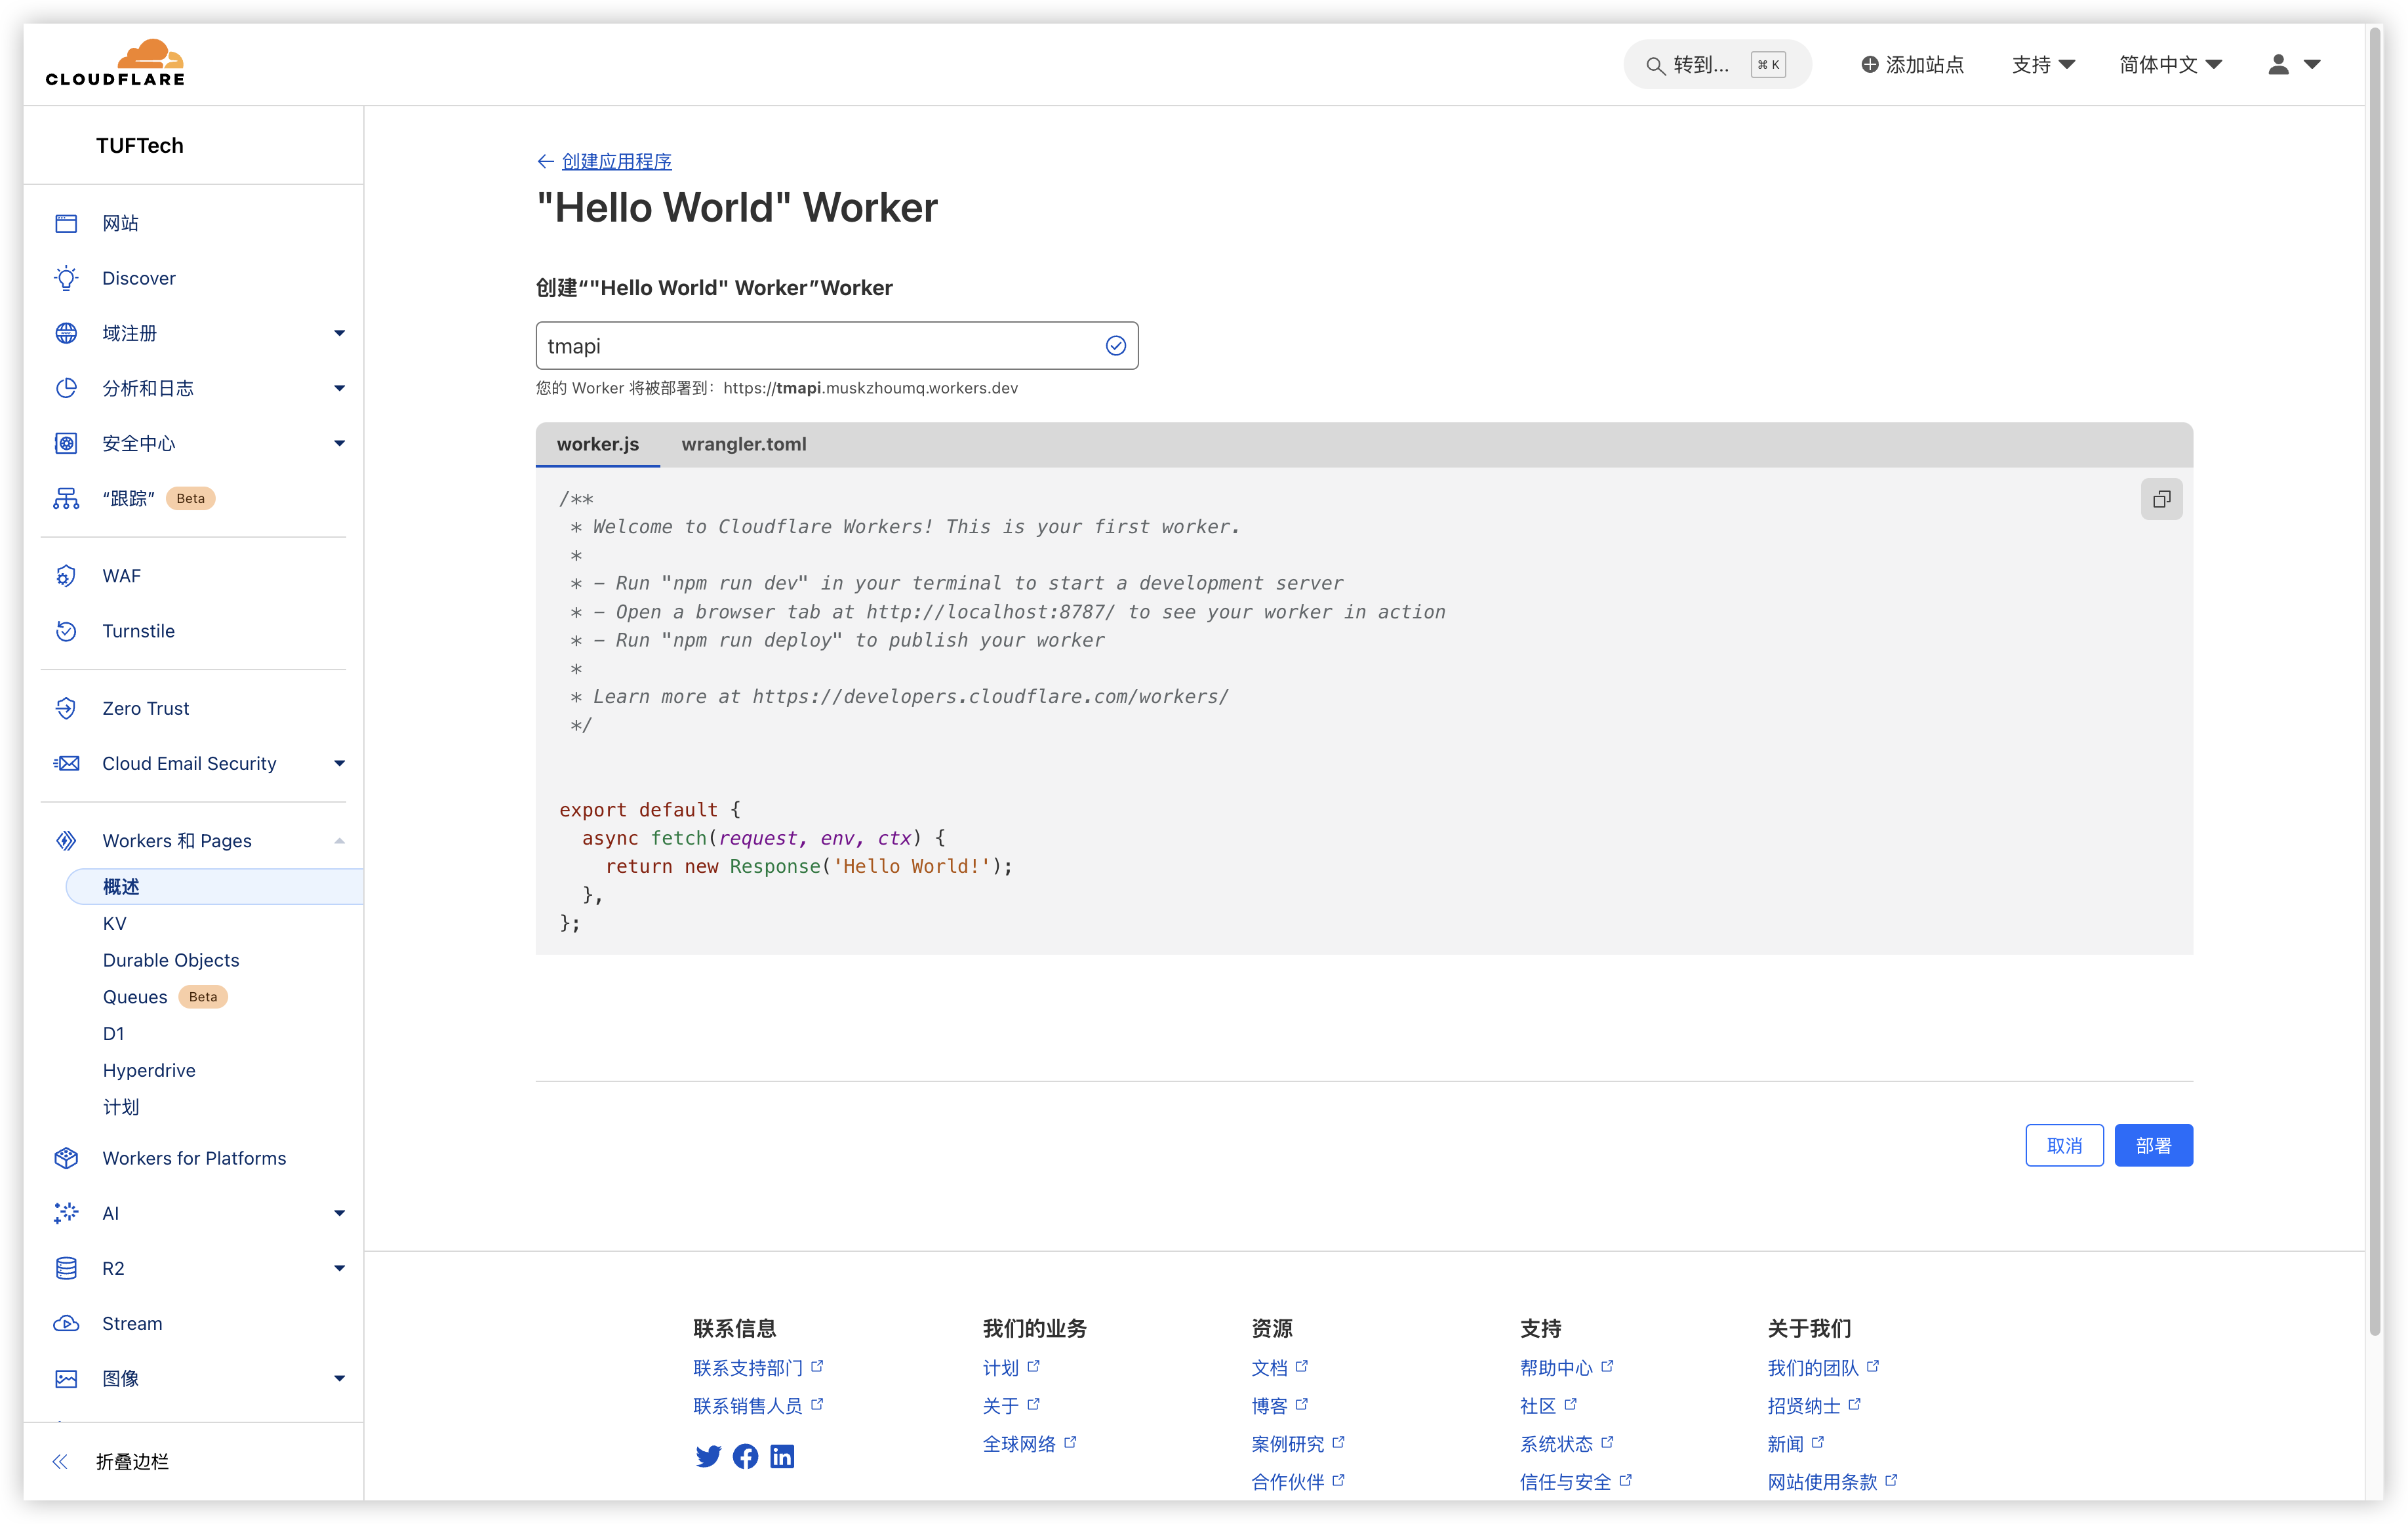 CLOUDFLARE
转到... ⌘ K
添加站点
支持
简体中文
TUFTech
网站
Discover
域注册
分析和日志
安全中心
“跟踪” Beta
WAF
Turnstile
Zero Trust
Cloud Email Security
Workers 和 Pages
概述
KV
Durable Objects
Queues Beta
D1
Hyperdrive
计划
Workers for Platforms
AI
R2
Stream
图像
折叠边栏
← 创建应用程序
"Hello World" Worker
创建“"Hello World" Worker”Worker
tmapi
您的 Worker 将被部署到：https://tmapi.muskzhoumq.workers.dev
worker.js wrangler.toml
/**
 * Welcome to Cloudflare Workers! This is your first worker.
 *
 * - Run "npm run dev" in your terminal to start a development server
 * - Open a browser tab at http://localhost:8787/ to see your worker in action
 * - Run "npm run deploy" to publish your worker
 *
 * Learn more at https://developers.cloudflare.com/workers/
 */
export default {
  async fetch(request, env, ctx) {
    return new Response('Hello World!');
  },
};
取消 部署
联系信息
联系支持部门
联系销售人员
我们的业务
计划
关于
全球网络
资源
文档
博客
案例研究
合作伙伴
支持
帮助中心
社区
系统状态
信任与安全
关于我们
我们的团队
招贤纳士
新闻
网站使用条款